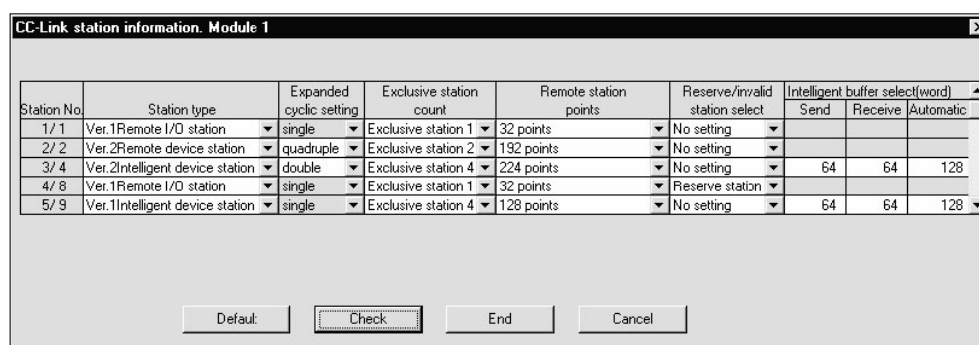 CC-Link station information. Module 1
Station No. Station type Expanded cyclic setting Exclusive station count Remote station points Reserve/invalid station select Intelligent buffer select(word) Send Receive Automatic
1/ 1 Ver.1Remote I/O station single Exclusive station 1 32 points No setting
2/ 2 Ver.2Remote device station quadruple Exclusive station 2 192 points No setting
3/ 4 Ver.2Intelligent device station double Exclusive station 4 224 points No setting 64 64 128
4/ 8 Ver.1Remote I/O station single Exclusive station 1 32 points Reserve station
5/ 9 Ver.1Intelligent device station single Exclusive station 4 128 points No setting 64 64 128
Defaul: Check End Cancel